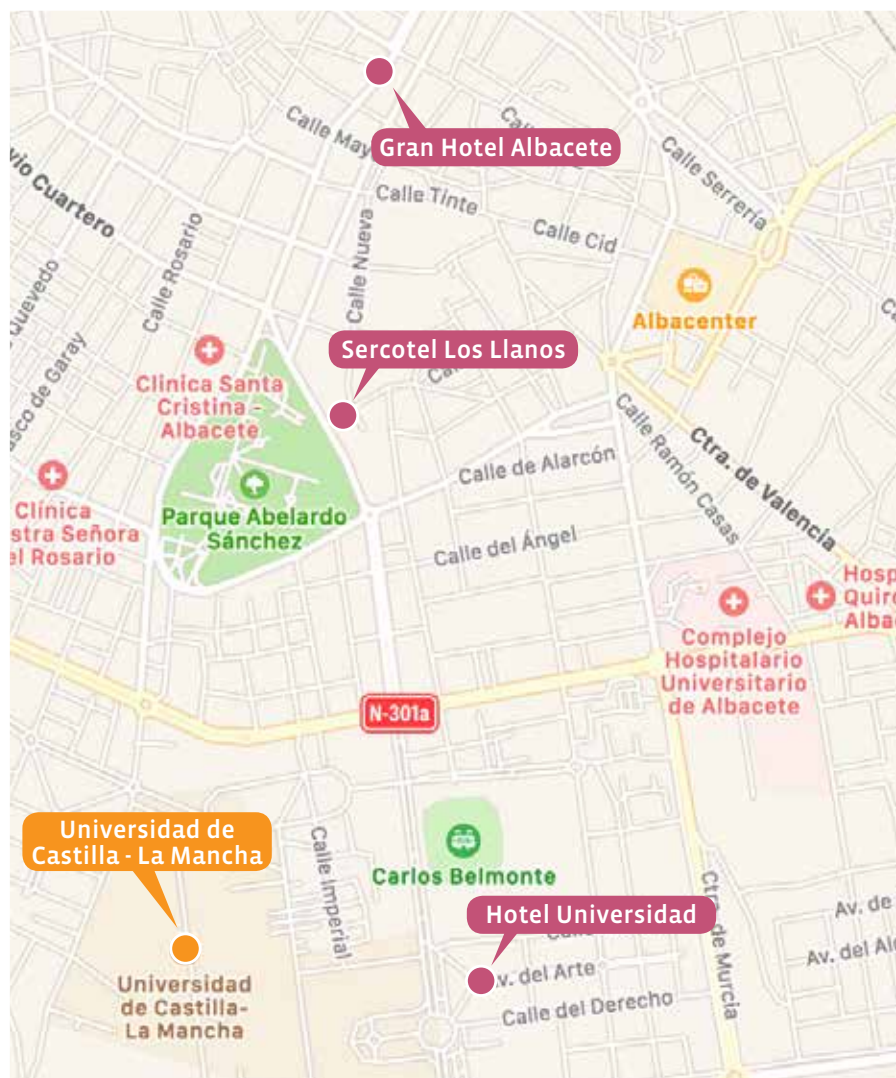 Gran Hotel Albacete
Calle May
Calle Serrería
Calle Tinte
vio Cuartero
Calle Cid
Calle Rosario
Calle Nueva
Quevedo
Albacenter
Sercotel Los Llanos
Clinica Santa
Cristina -
Albacete
asco de Garay
Calle Ramón Casas
Ctra. de Valencia
Calle de Alarcón
Clínica
stra Señora
el Rosario
Parque Abelardo
Sánchez
Calle del Ángel
Hosp
Quir
Alba
Complejo
Hospitalario
Universitario
de Albacete
N-301a
Universidad de
Castilla - La Mancha
Calle Imperial
Carlos Belmonte
Ctra. de Murcia
Hotel Universidad
Av. de
Av. del Al
v. del Arte
Calle del Derecho
Universidad
de Castilla-
La Mancha